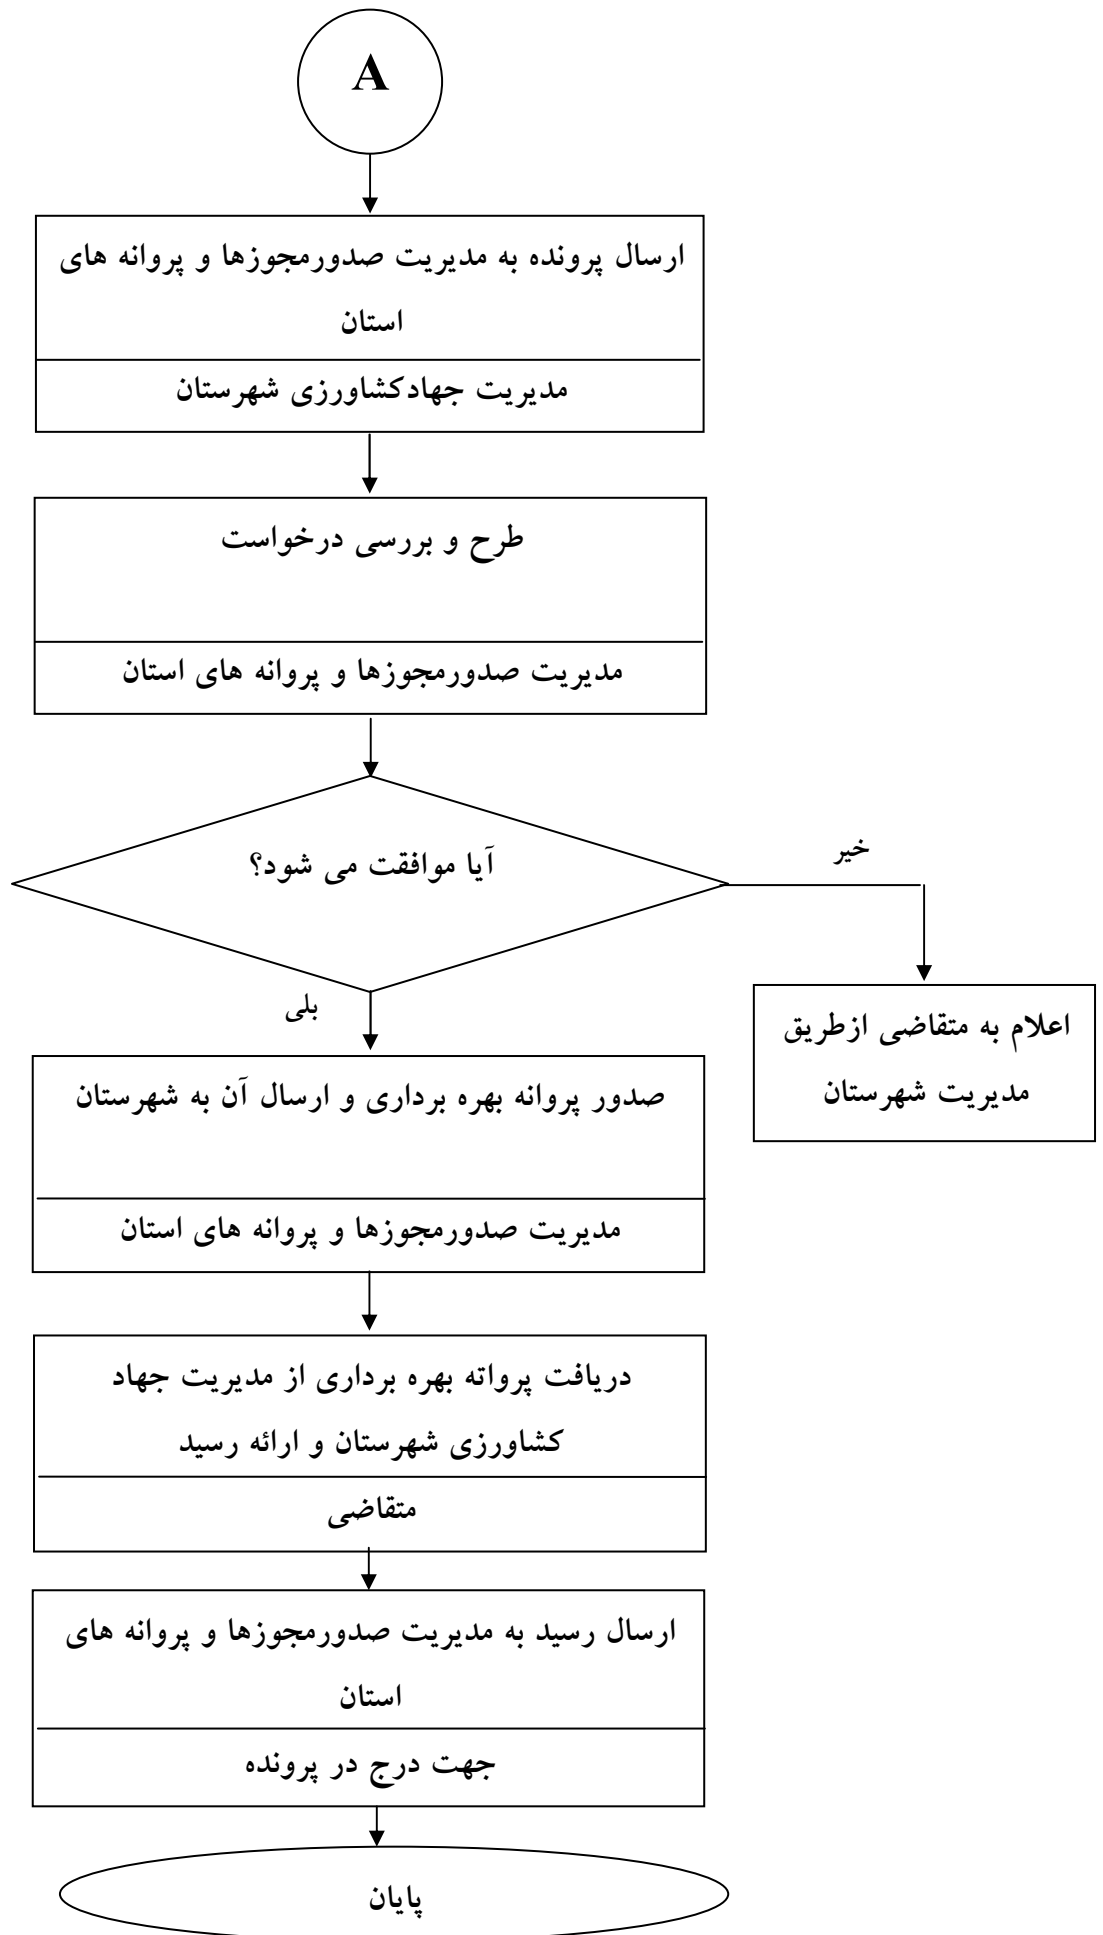 A
ارسال پرونده به مدیریت صدورمجوزها و پروانه های
استان
مدیریت جهادکشاورزی شهرستان
طرح و بررسی درخواست
مدیریت صدورمجوزها و پروانه های استان
آیا موافقت می شود؟
خیر
بلی
اعلام به متقاضی ازطریق
مدیریت شهرستان
صدور پروانه بهره برداری و ارسال آن به شهرستان
مدیریت صدورمجوزها و پروانه های استان
دریافت پرواته بهره برداری از مدیریت جهاد
کشاورزی شهرستان و ارائه رسید
متقاضی
ارسال رسید به مدیریت صدورمجوزها و پروانه های
استان
جهت درج در پرونده
پایان